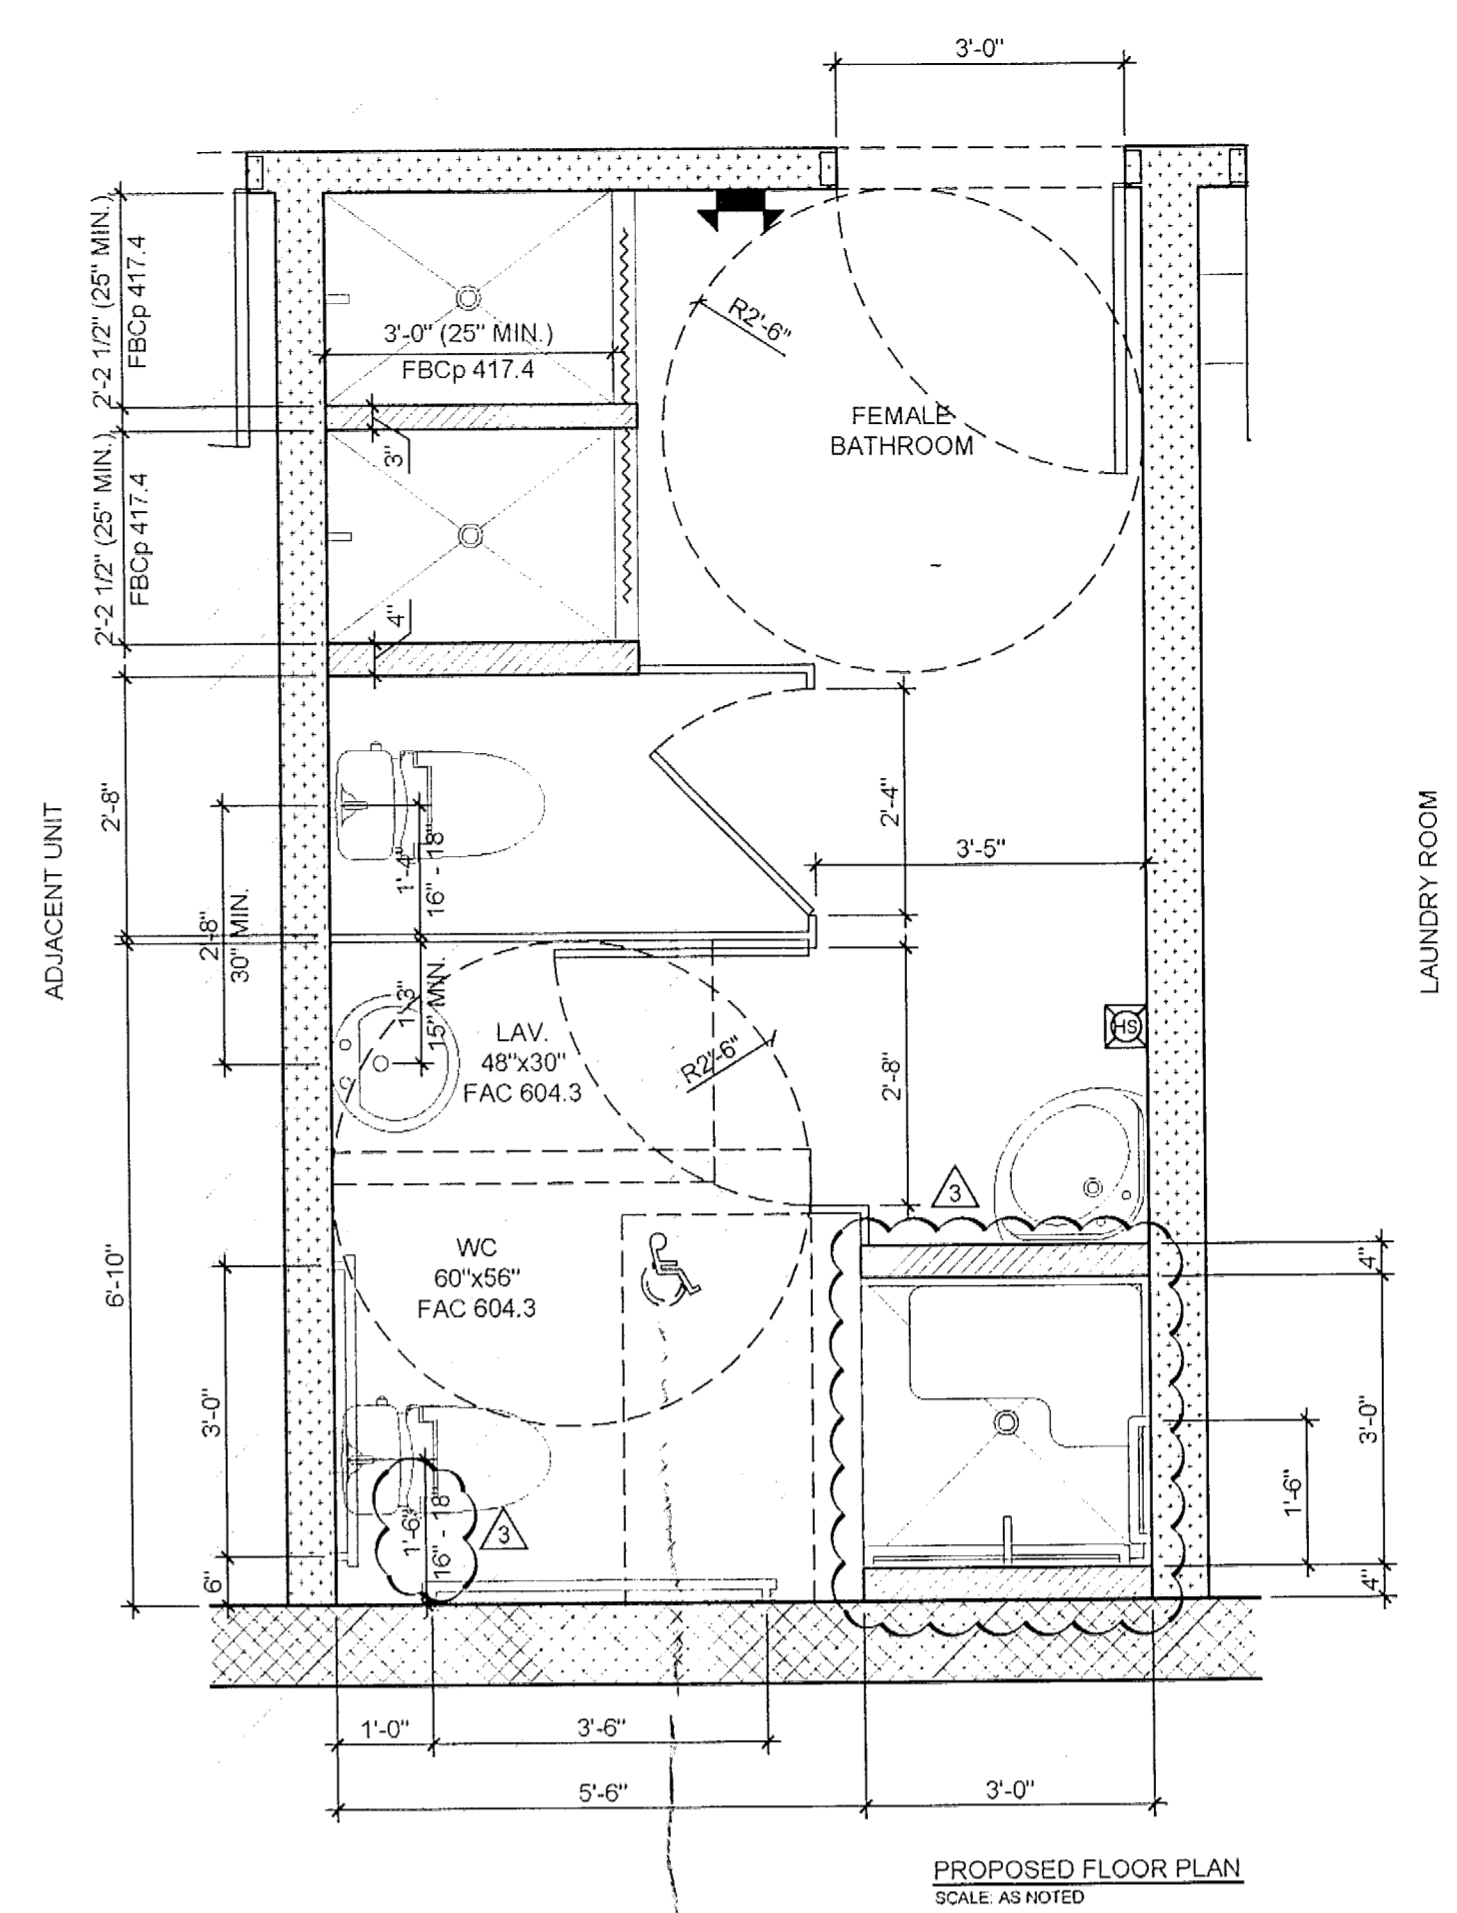 3'-0"
2'-2 1/2" (25" MIN.)
FBCp 417.4
3'-0" (25" MIN.)
FBCp 417.4
R2'-6"
FEMALE
BATHROOM
3"
2'-2 1/2" (25" MIN.)
FBCp 417.4
4"
2'-8"
1'-4"
16" - 18"
2'-4"
3'-5"
ADJACENT UNIT
LAUNDRY ROOM
2'-8"
30" MIN.
1'-3"
15" MIN.
LAV.
48"x30"
FAC 604.3
R2'-6"
2'-8"
HS
3
6'-10"
WC
60"x56"
FAC 604.3
4"
3'-0"
3'-0"
1'-6"
1'-6"
16" - 18"
3
6"
4"
1'-0"
3'-6"
5'-6"
3'-0"
PROPOSED FLOOR PLAN
SCALE: AS NOTED